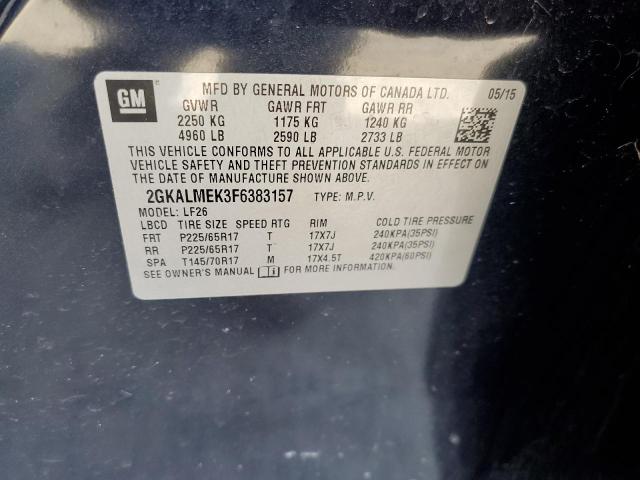 GM
MFD BY GENERAL MOTORS OF CANADA LTD. 05/15
GVWR GAWR FRT GAWR RR
2250 KG 1175 KG 1240 KG
4960 LB 2590 LB 2733 LB
THIS VEHICLE CONFORMS TO ALL APPLICABLE U.S. FEDERAL MOTOR
VEHICLE SAFETY AND THEFT PREVENTION STANDARDS IN EFFECT ON
THE DATE OF MANUFACTURE SHOWN ABOVE.
2GKALMEK3F6383157 TYPE: M.P.V.
MODEL: LF26
LBCD TIRE SIZE SPEED RTG RIM COLD TIRE PRESSURE
FRT P225/65R17 T 17X7J 240KPA(35PSI)
RR P225/65R17 T 17X7J 240KPA(35PSI)
SPA T145/70R17 M 17X4.5T 420KPA(60PSI)
SEE OWNER'S MANUAL i FOR MORE INFORMATION.